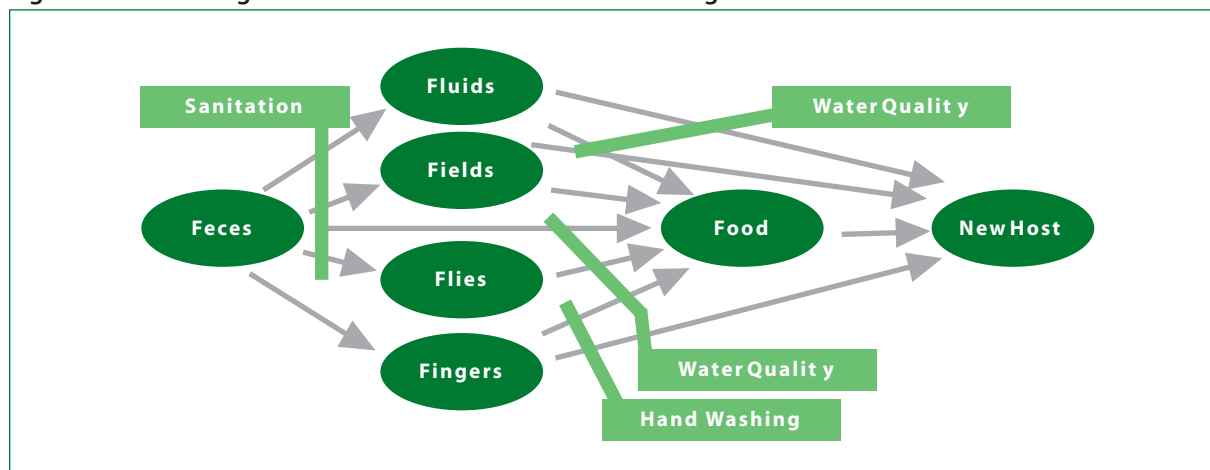 Fluids
Sanitation
Water Qualit y
Fields
Feces
Food
New Host
Flies
Fingers
Water Qualit y
Hand Washing